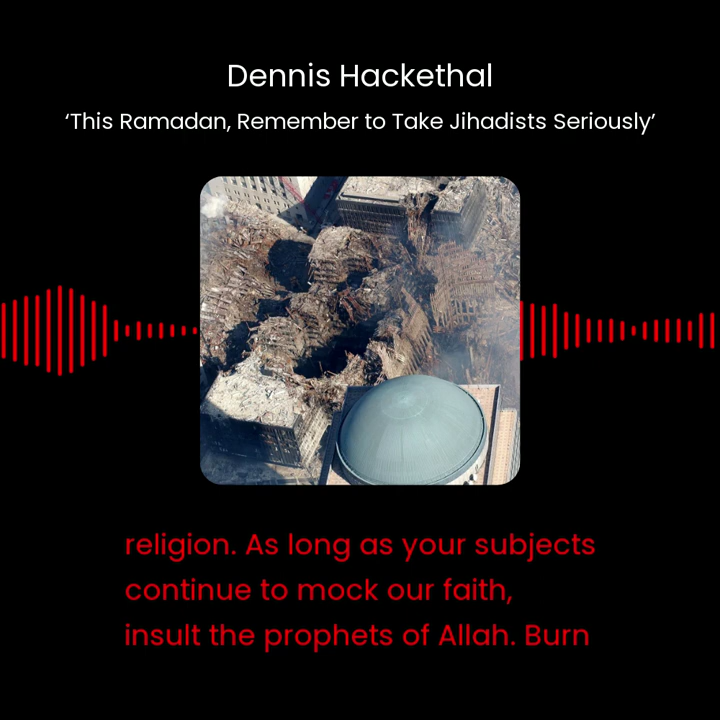 Dennis Hackethal
‘This Ramadan, Remember to Take Jihadists Seriously’
religion. As long as your subjects
continue to mock our faith,
insult the prophets of Allah. Burn